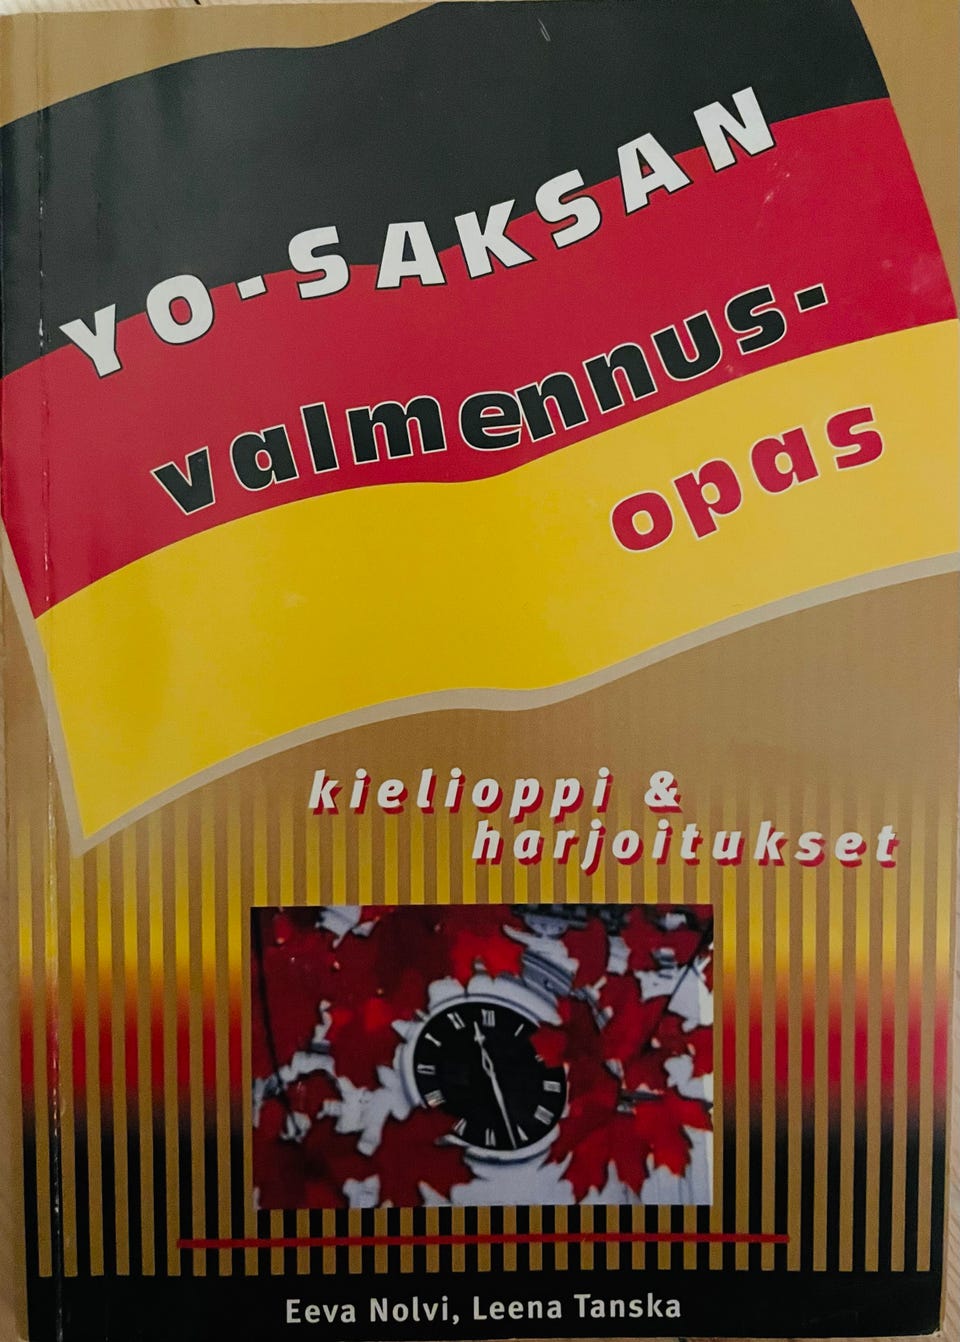 YO-SAKSAN
valmennus-
opas
kielioppi &
harjoitukset
Eeva Nolvi, Leena Tanska